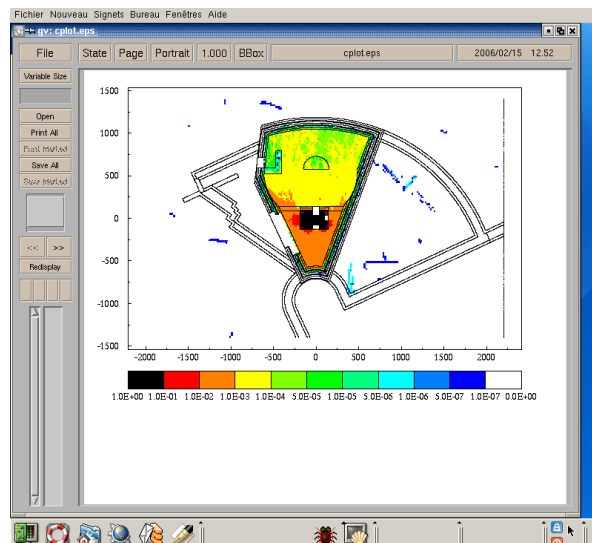 Fichier Nouveau Signets Bureau Fenêtres Aide
gv: cplot.eps
File State Page Portrait 1.000 BBox cplot.eps 2006/02/15 12.52
Variable Size
Open
Print All
Print Marked
Save All
Save Marked
<< >>
Redisplay
1500
1000
500
0
-500
-1000
-1500
-2000 -1500 -1000 -500 0 500 1000 1500 2000
1.0E+00 1.0E-01 1.0E-02 1.0E-03 1.0E-04 5.0E-05 1.0E-05 5.0E-06 1.0E-06 5.0E-07 1.0E-07 0.0E+00